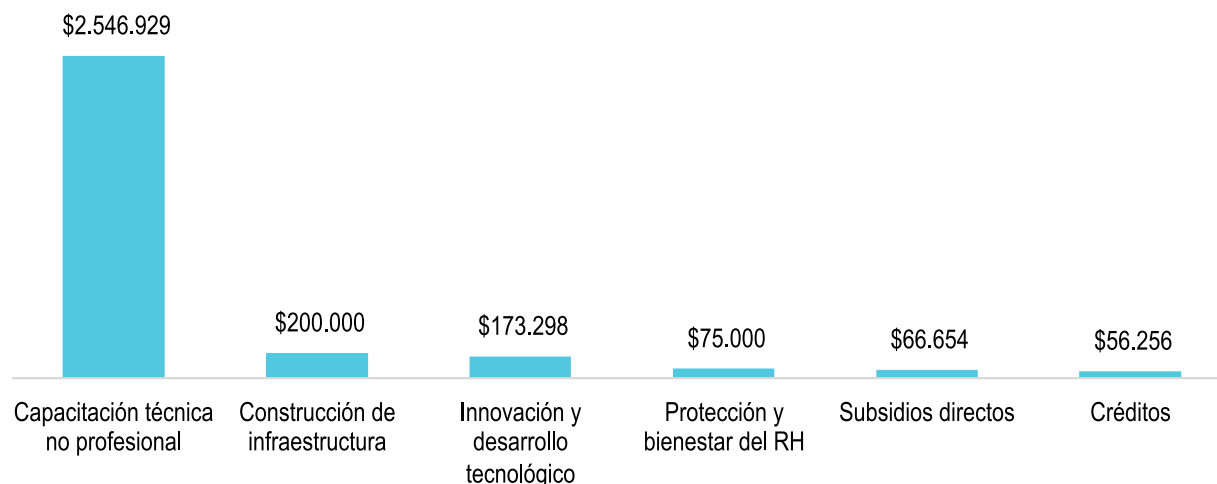 $2.546.929
$200.000
$173.298
$75.000
$66.654
$56.256
Capacitación técnica
no profesional
Construcción de
infraestructura
Innovación y
desarrollo
tecnológico
Protección y
bienestar del RH
Subsidios directos
Créditos